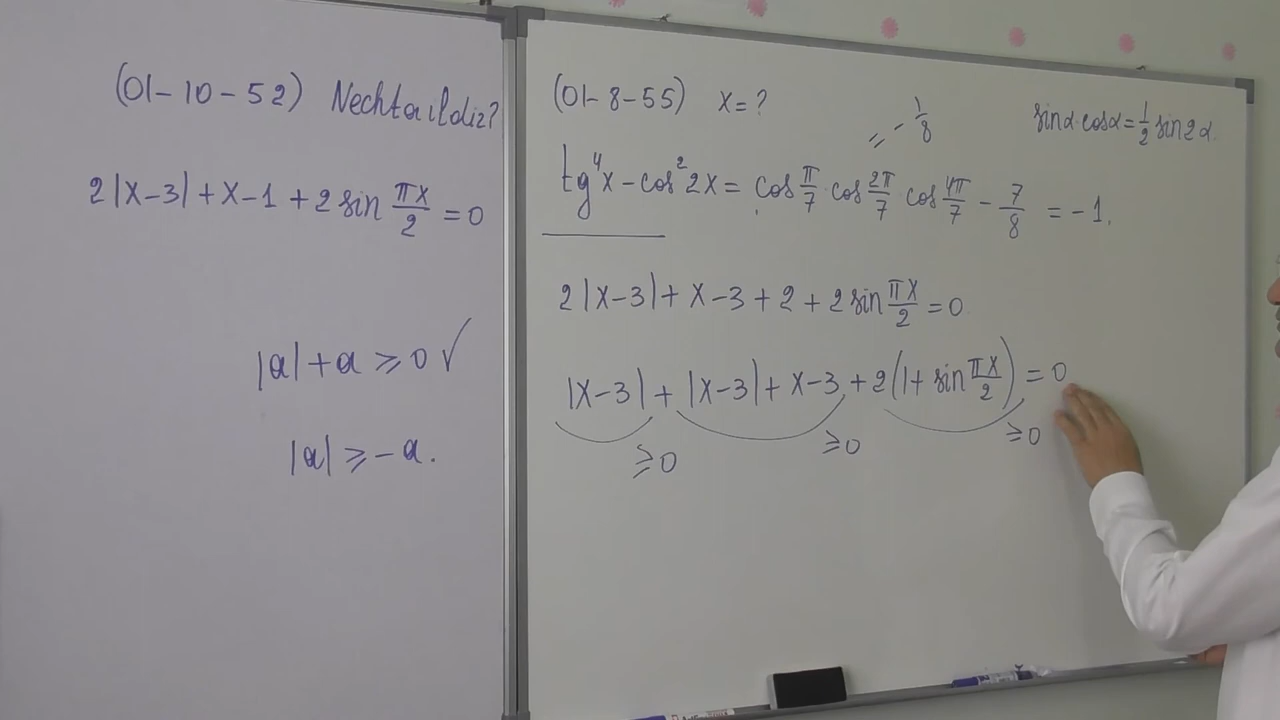 (01-10-52) Nechta ildiz?
2|x-3|+x-1+2 sin πx/2 = 0
|a|+a ⩾ 0 ✓
|a| ⩾ -a.
(01-8-55) x=?
= -1/8
sinα·cosα=1/2 sin2α
tg⁴x-cos²2x= cos π/7 cos 2π/7 cos 4π/7 - 7/8 = -1.
2|x-3|+x-3+2+2 sin πx/2 = 0
|x-3|+|x-3|+x-3+2(1+sin πx/2) = 0
⩾0 ⩾0 ⩾0